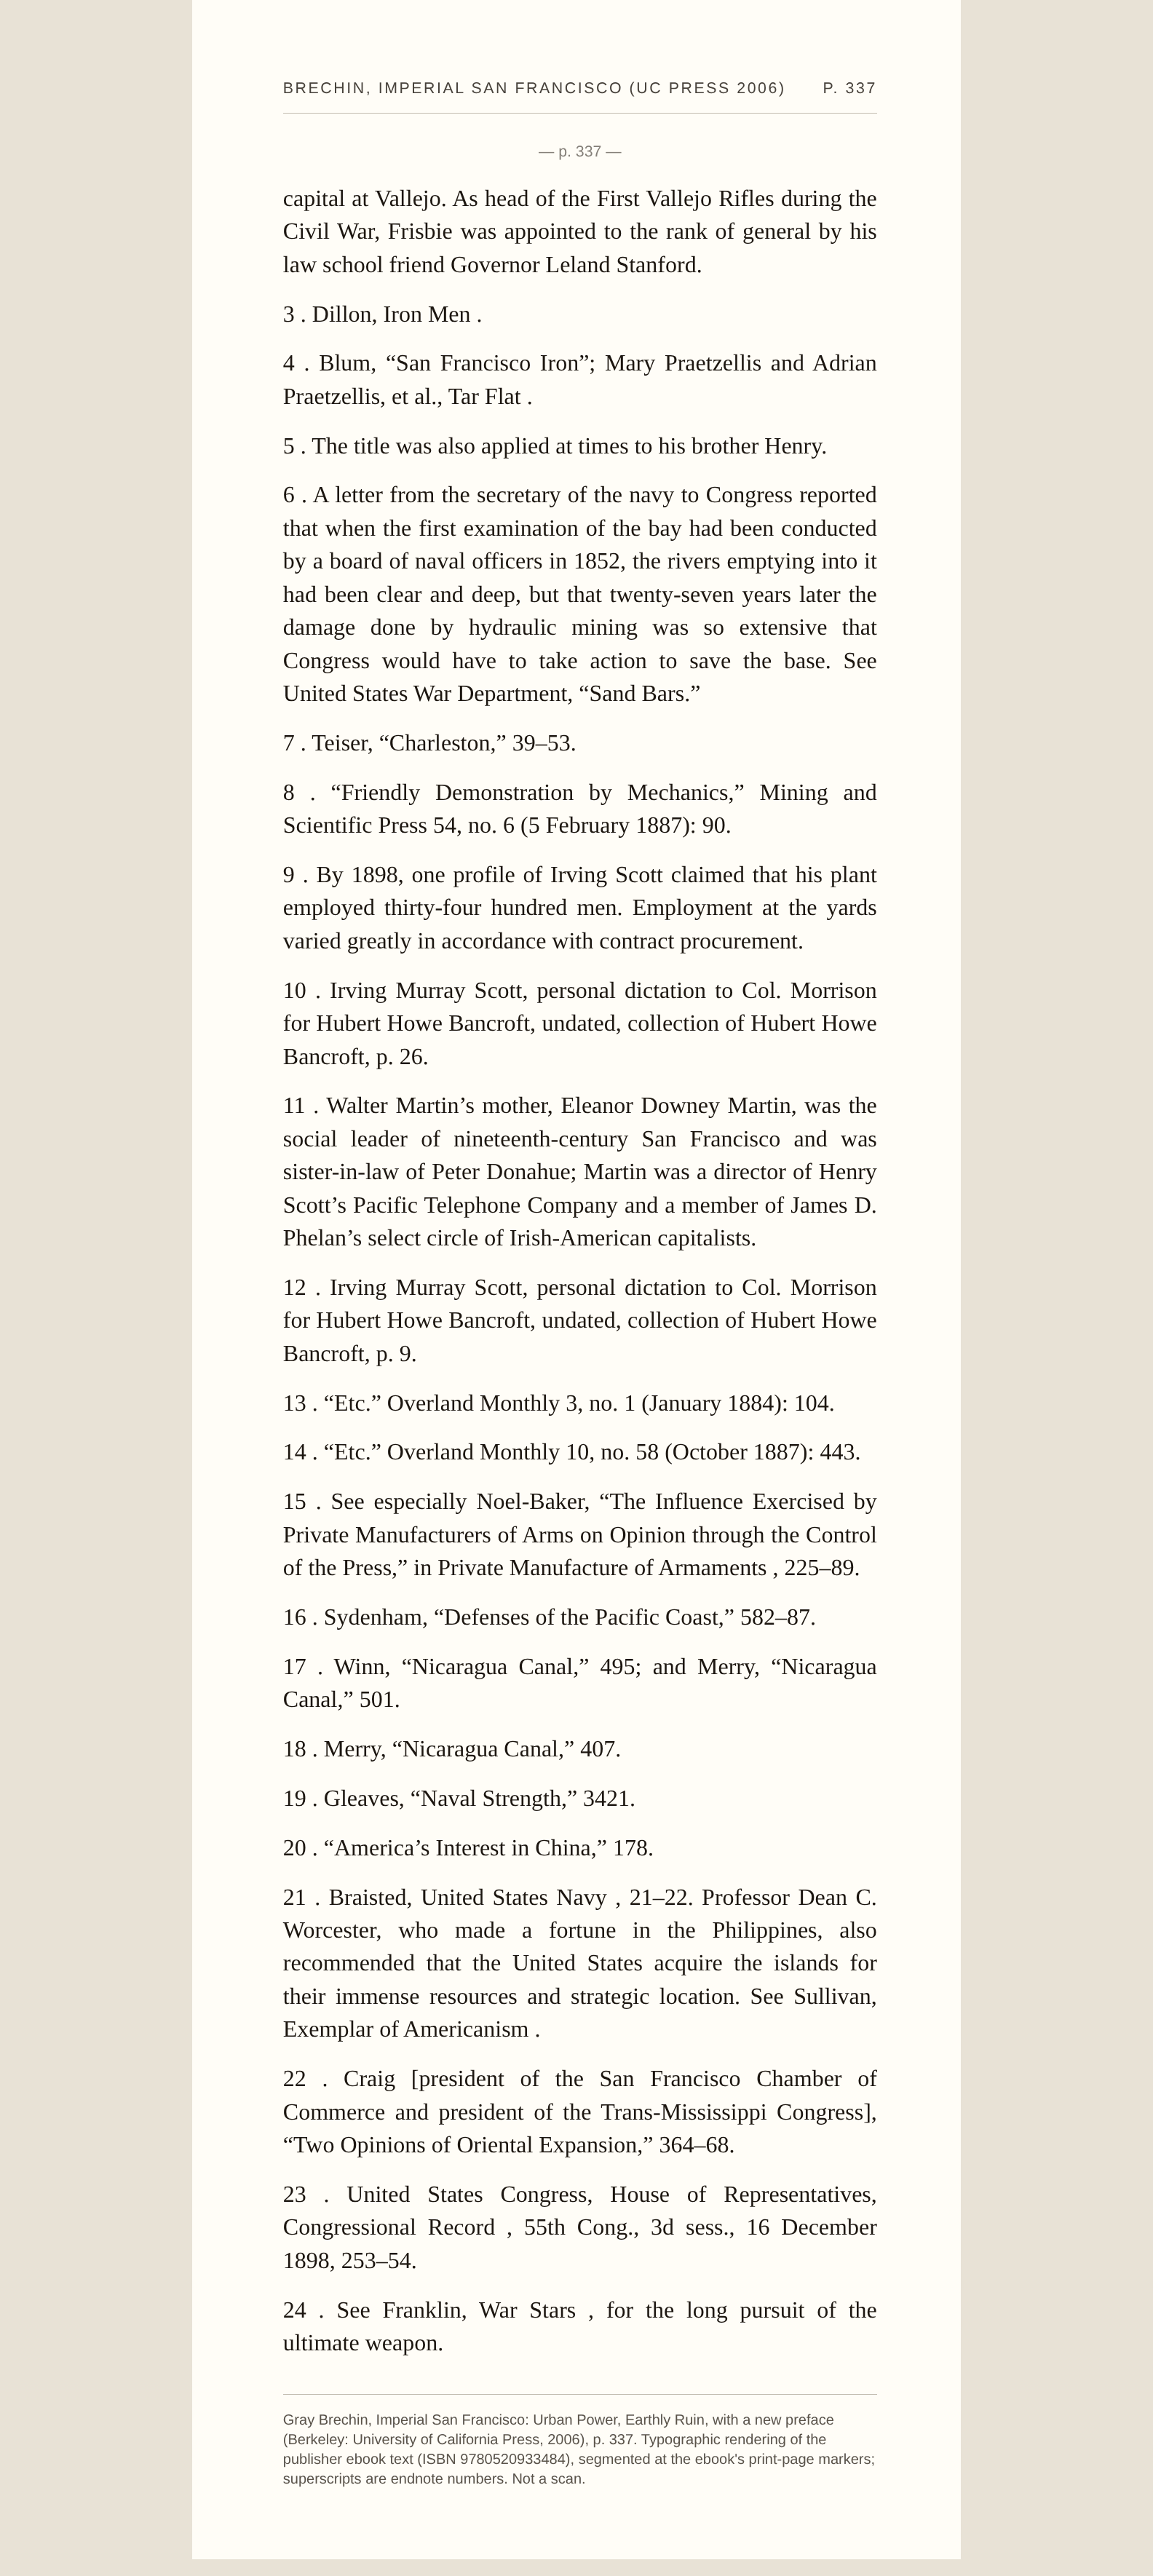 BRECHIN, IMPERIAL SAN FRANCISCO (UC PRESS 2006) P. 337
— p. 337 —
capital at Vallejo. As head of the First Vallejo Rifles during the
Civil War, Frisbie was appointed to the rank of general by his
law school friend Governor Leland Stanford.
3 . Dillon, Iron Men .
4 . Blum, “San Francisco Iron”; Mary Praetzellis and Adrian
Praetzellis, et al., Tar Flat .
5 . The title was also applied at times to his brother Henry.
6 . A letter from the secretary of the navy to Congress reported
that when the first examination of the bay had been conducted
by a board of naval officers in 1852, the rivers emptying into it
had been clear and deep, but that twenty-seven years later the
damage done by hydraulic mining was so extensive that
Congress would have to take action to save the base. See
United States War Department, “Sand Bars.”
7 . Teiser, “Charleston,” 39–53.
8 . “Friendly Demonstration by Mechanics,” Mining and
Scientific Press 54, no. 6 (5 February 1887): 90.
9 . By 1898, one profile of Irving Scott claimed that his plant
employed thirty-four hundred men. Employment at the yards
varied greatly in accordance with contract procurement.
10 . Irving Murray Scott, personal dictation to Col. Morrison
for Hubert Howe Bancroft, undated, collection of Hubert Howe
Bancroft, p. 26.
11 . Walter Martin’s mother, Eleanor Downey Martin, was the
social leader of nineteenth-century San Francisco and was
sister-in-law of Peter Donahue; Martin was a director of Henry
Scott’s Pacific Telephone Company and a member of James D.
Phelan’s select circle of Irish-American capitalists.
12 . Irving Murray Scott, personal dictation to Col. Morrison
for Hubert Howe Bancroft, undated, collection of Hubert Howe
Bancroft, p. 9.
13 . “Etc.” Overland Monthly 3, no. 1 (January 1884): 104.
14 . “Etc.” Overland Monthly 10, no. 58 (October 1887): 443.
15 . See especially Noel-Baker, “The Influence Exercised by
Private Manufacturers of Arms on Opinion through the Control
of the Press,” in Private Manufacture of Armaments , 225–89.
16 . Sydenham, “Defenses of the Pacific Coast,” 582–87.
17 . Winn, “Nicaragua Canal,” 495; and Merry, “Nicaragua
Canal,” 501.
18 . Merry, “Nicaragua Canal,” 407.
19 . Gleaves, “Naval Strength,” 3421.
20 . “America’s Interest in China,” 178.
21 . Braisted, United States Navy , 21–22. Professor Dean C.
Worcester, who made a fortune in the Philippines, also
recommended that the United States acquire the islands for
their immense resources and strategic location. See Sullivan,
Exemplar of Americanism .
22 . Craig [president of the San Francisco Chamber of
Commerce and president of the Trans-Mississippi Congress],
“Two Opinions of Oriental Expansion,” 364–68.
23 . United States Congress, House of Representatives,
Congressional Record , 55th Cong., 3d sess., 16 December
1898, 253–54.
24 . See Franklin, War Stars , for the long pursuit of the
ultimate weapon.
Gray Brechin, Imperial San Francisco: Urban Power, Earthly Ruin, with a new preface
(Berkeley: University of California Press, 2006), p. 337. Typographic rendering of the
publisher ebook text (ISBN 9780520933484), segmented at the ebook's print-page markers;
superscripts are endnote numbers. Not a scan.